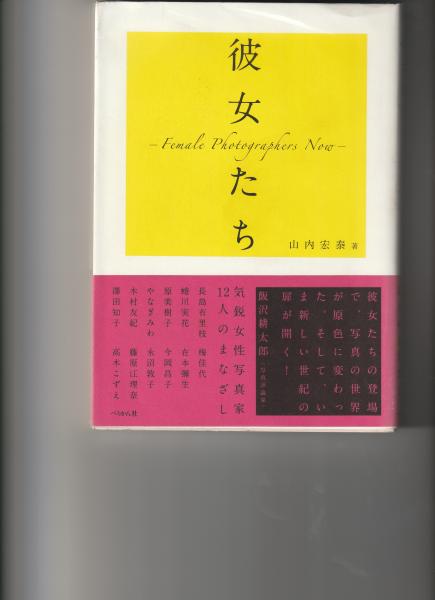 彼女たち
– Female Photographers Now –
山内宏泰 著
彼女たちの登場
で、写真の世界
が原色に変わっ
た。そして、い
ま新しい世紀の
扉が開く！
飯沢耕太郎（写真評論家）
気鋭女性写真家
12人のまなざし
長島有里枝　梅佳代
蜷川実花　在本彌生
原美樹子　今岡昌子
やなぎみわ　永沼敦子
木村友紀　藤原江理奈
澤田知子　高木こずえ
ぺりかん社